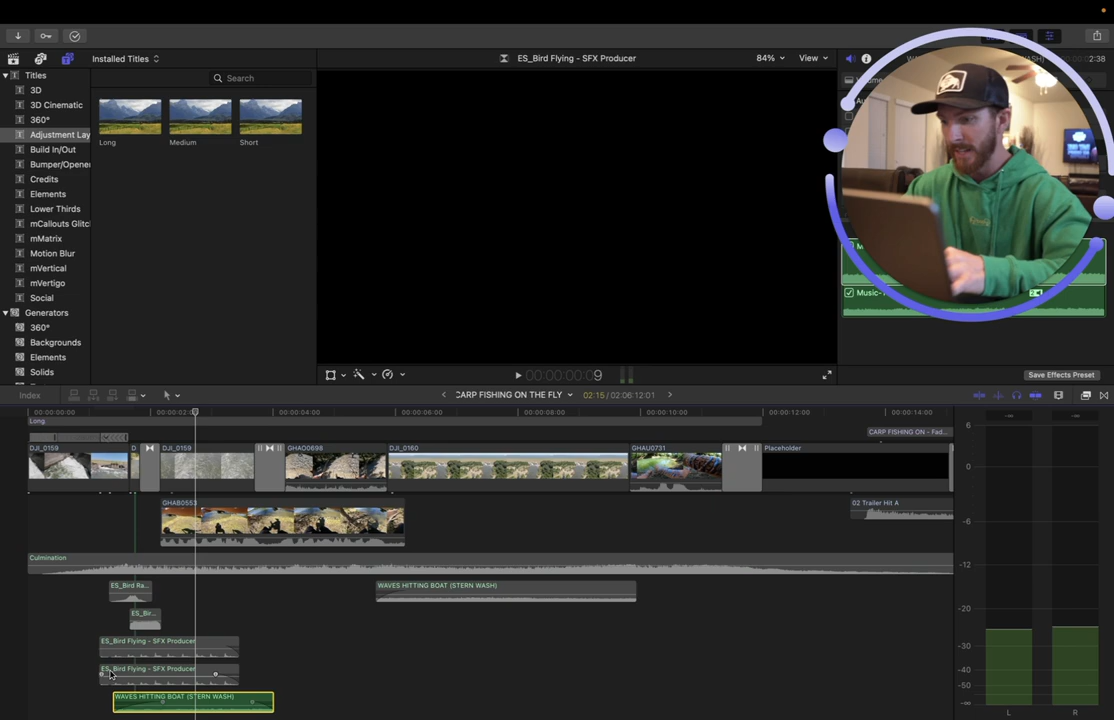 Installed Titles
ES_Bird Flying - SFX Producer
84%
View
2:38
Titles
Search
3D
3D Cinematic
360°
Adjustment Lay
Build In/Out
Bumper/Opene
Credits
Elements
Lower Thirds
mCallouts Glitc
mMatrix
Motion Blur
mVertical
mVertigo
Social
Generators
360°
Backgrounds
Elements
Solids
Long
Medium
Short
Music-
00:00:00:09
Save Effects Preset
Index
CARP FISHING ON THE FLY
02:15 / 02:06:12:01
00:00:00:00
00:00:02:
00:00:04:00
00:00:06:00
00:00:08:00
00:00:10:00
00:00:12:00
00:00:14:00
Long
CARP FISHING ON - Fad...
DJI_0159
D
DJI_0159
GHAO0698
DJI_0160
GHAU0731
Placeholder
GHAB0553
02 Trailer Hit A
Culmination
ES_Bird Ra...
WAVES HITTING BOAT (STERN WASH)
ES_Bir...
ES_Bird Flying - SFX Producer
ES_Bird Flying - SFX Producer
WAVES HITTING BOAT (STERN WASH)
6
0
-6
-12
-20
-30
-40
-50
-∞
L
R